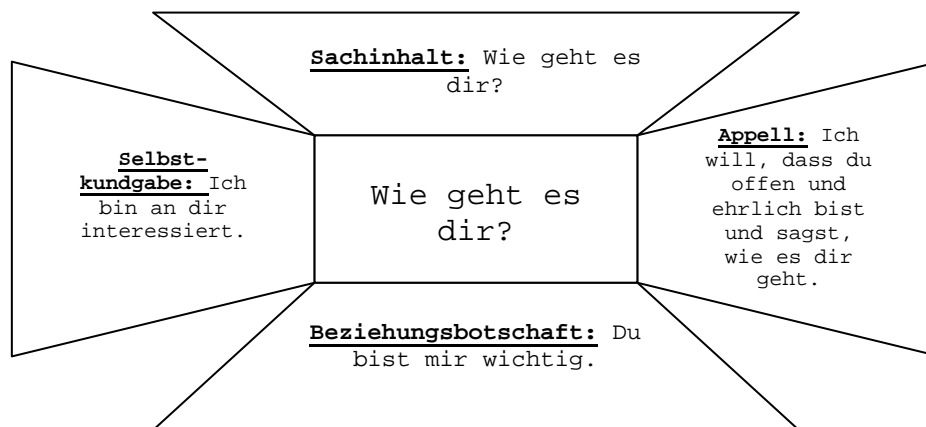 Sachinhalt: Wie geht es
dir?
Selbst-
kundgabe: Ich
bin an dir
interessiert.
Wie geht es
dir?
Appell: Ich
will, dass du
offen und
ehrlich bist
und sagst,
wie es dir
geht.
Beziehungsbotschaft: Du
bist mir wichtig.